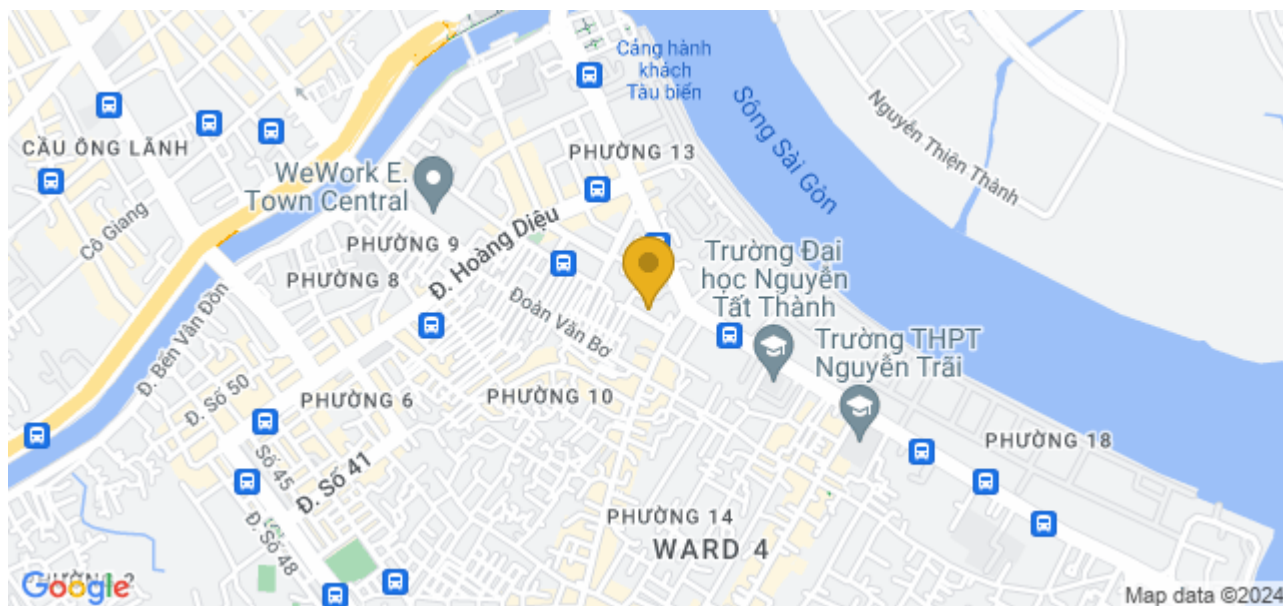 Cảng hành
khách
Tàu biển
Sông Sài Gòn
Nguyễn Thiện Thành
CẦU ÔNG LÃNH
PHƯỜNG 13
WeWork E.
Town Central
Cô Giang
PHƯỜNG 9
Đ. Hoàng Diệu
PHƯỜNG 8
Trường Đại
học Nguyễn
Tất Thành
Đ. Bến Vân Đồn
Đoàn Văn Bơ
Trường THPT
Nguyễn Trãi
Đ. Số 50
PHƯỜNG 6
PHƯỜNG 10
PHƯỜNG 18
Số 45
Đ. Số 41
PHƯỜNG 14
Đ. Số 48
WARD 4
Google
Map data ©2024